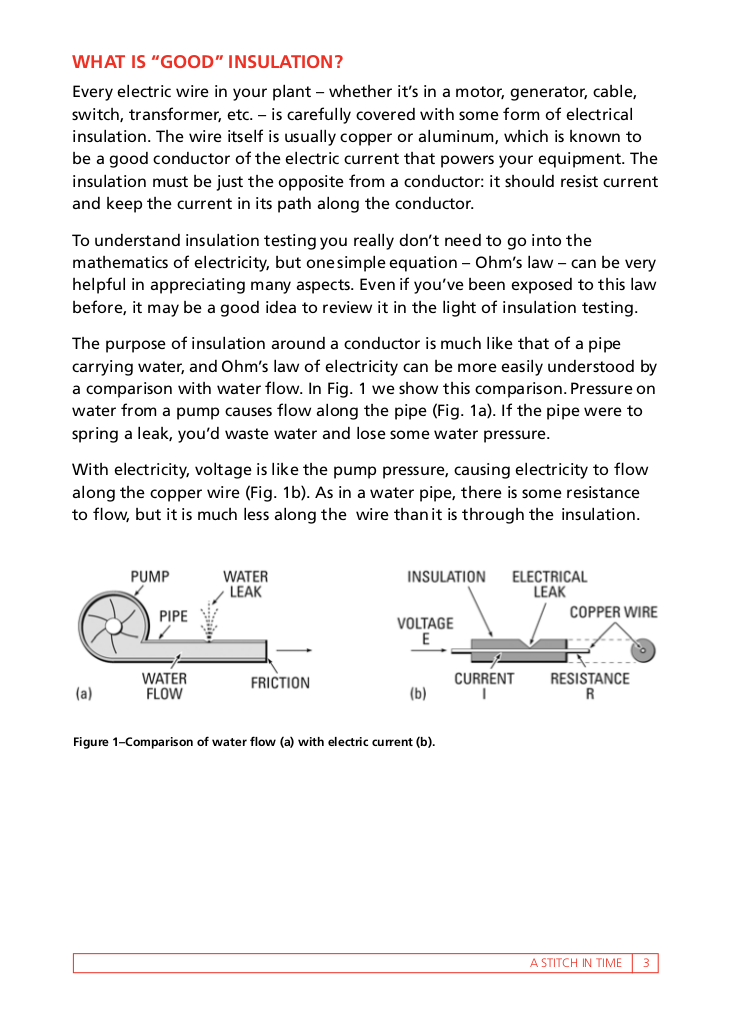 WHAT IS “GOOD” INSULATION?
Every electric wire in your plant – whether it’s in a motor, generator, cable,
switch, transformer, etc. – is carefully covered with some form of electrical
insulation. The wire itself is usually copper or aluminum, which is known to
be a good conductor of the electric current that powers your equipment. The
insulation must be just the opposite from a conductor: it should resist current
and keep the current in its path along the conductor.
To understand insulation testing you really don’t need to go into the
mathematics of electricity, but one simple equation – Ohm’s law – can be very
helpful in appreciating many aspects. Even if you’ve been exposed to this law
before, it may be a good idea to review it in the light of insulation testing.
The purpose of insulation around a conductor is much like that of a pipe
carrying water, and Ohm’s law of electricity can be more easily understood by
a comparison with water flow. In Fig. 1 we show this comparison. Pressure on
water from a pump causes flow along the pipe (Fig. 1a). If the pipe were to
spring a leak, you’d waste water and lose some water pressure.
With electricity, voltage is like the pump pressure, causing electricity to flow
along the copper wire (Fig. 1b). As in a water pipe, there is some resistance
to flow, but it is much less along the wire than it is through the insulation.
PUMP
WATER
LEAK
PIPE
WATER
FLOW
FRICTION
(a)
INSULATION
ELECTRICAL
LEAK
COPPER WIRE
VOLTAGE
E
CURRENT
I
RESISTANCE
R
(b)
Figure 1–Comparison of water flow (a) with electric current (b).
A STITCH IN TIME 3